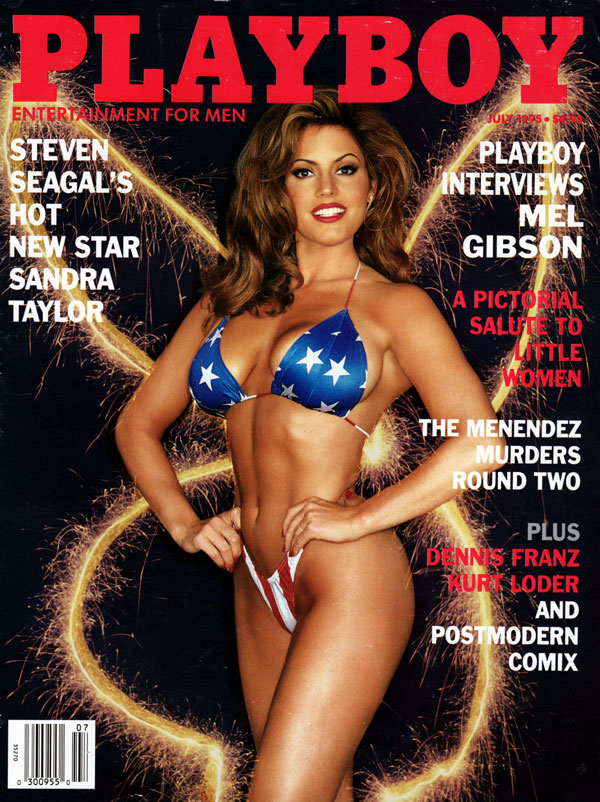 PLAYBOY
ENTERTAINMENT FOR MEN
JULY 1995 •
STEVEN
SEAGAL'S
HOT
NEW STAR
SANDRA
TAYLOR
PLAYBOY
INTERVIEWS
MEL
GIBSON
A PICTORIAL
SALUTE TO
LITTLE
WOMEN
THE MENENDEZ
MURDERS
ROUND TWO
PLUS
DENNIS FRANZ
KURT LODER
AND
POSTMODERN
COMIX
07
35270
0 300955 0